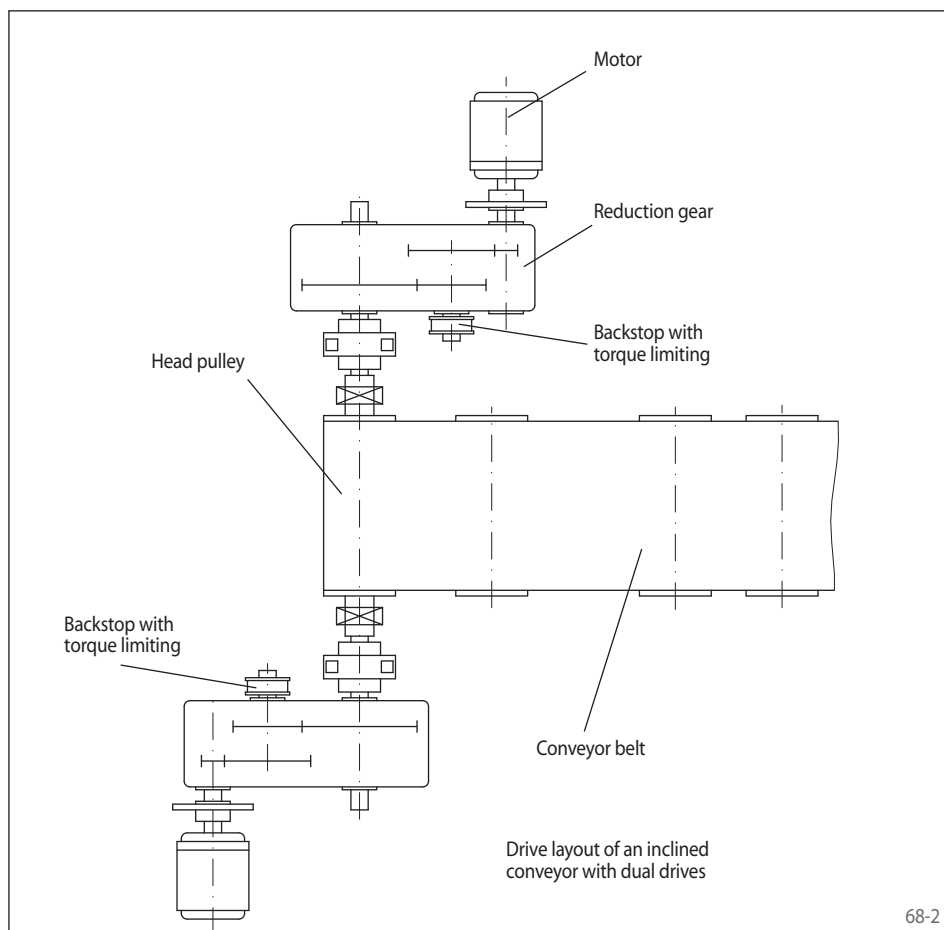 Motor
Reduction gear
Backstop with
torque limiting
Head pulley
Backstop with
torque limiting
Conveyor belt
Drive layout of an inclined
conveyor with dual drives
68-2